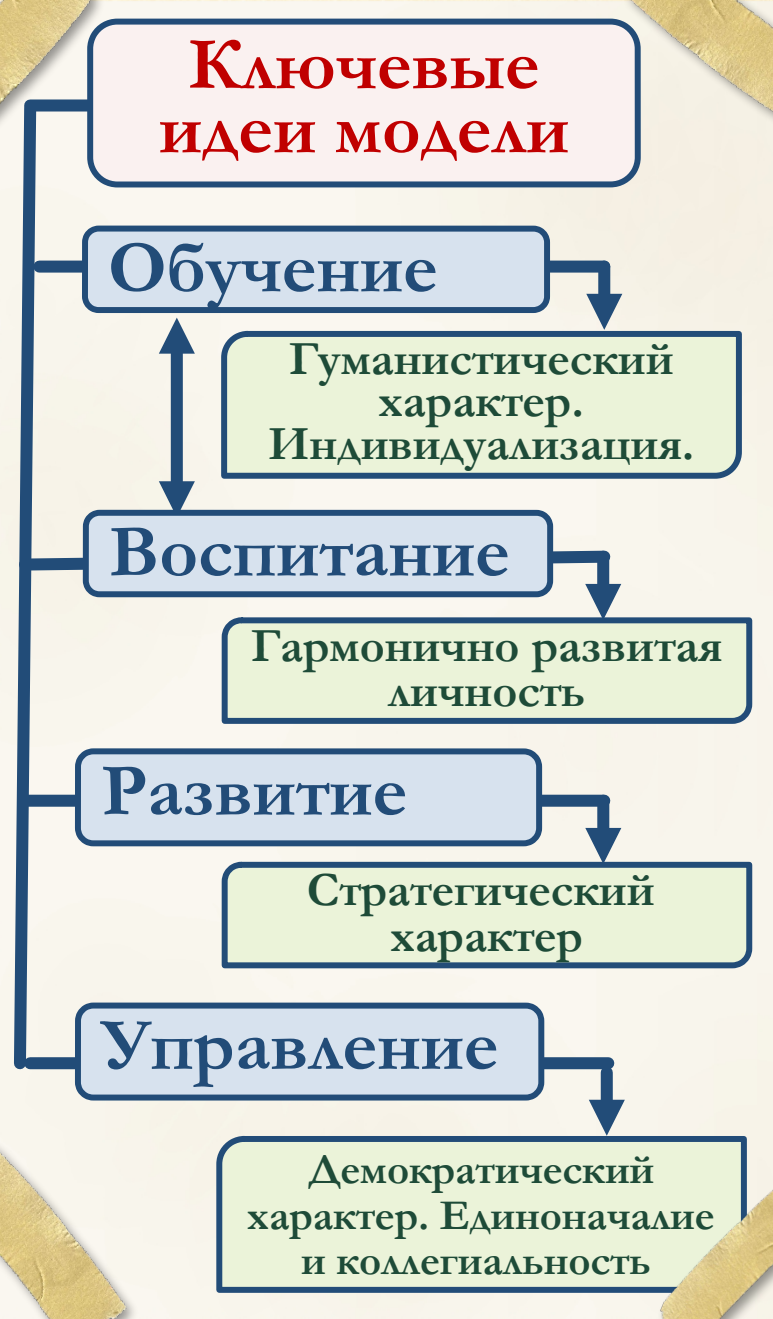 Ключевые
идеи модели
Обучение
Гуманистический
характер.
Индивидуализация.
Воспитание
Гармонично развитая
личность
Развитие
Стратегический
характер
Управление
Демократический
характер. Единоначалие
и коллегиальность